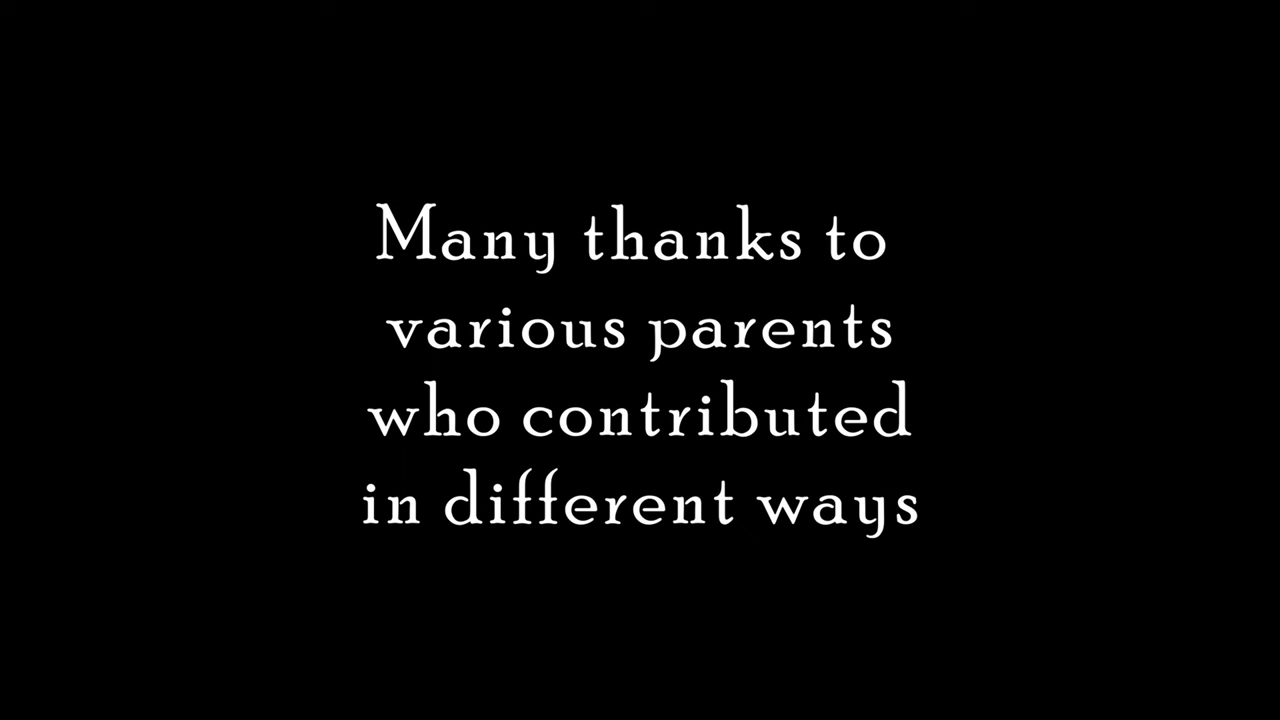 Many thanks to
various parents
who contributed
in different ways